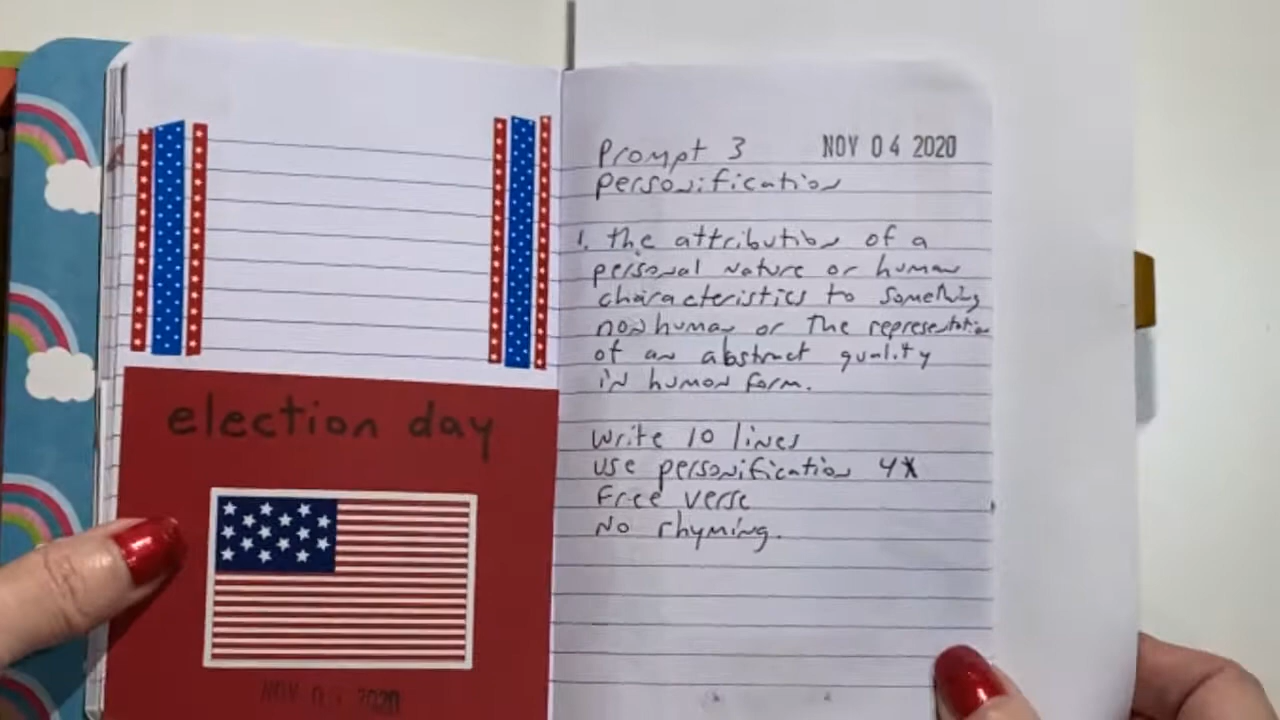 election day
NOV 0 2020
Prompt 3 NOV 04 2020
personification
1. the attribution of a
personal nature or human
characteristics to something
nonhuman or the representation
of an abstract quality
in human form.
write 10 lines
use personification 4x
Free verse
No rhyming.